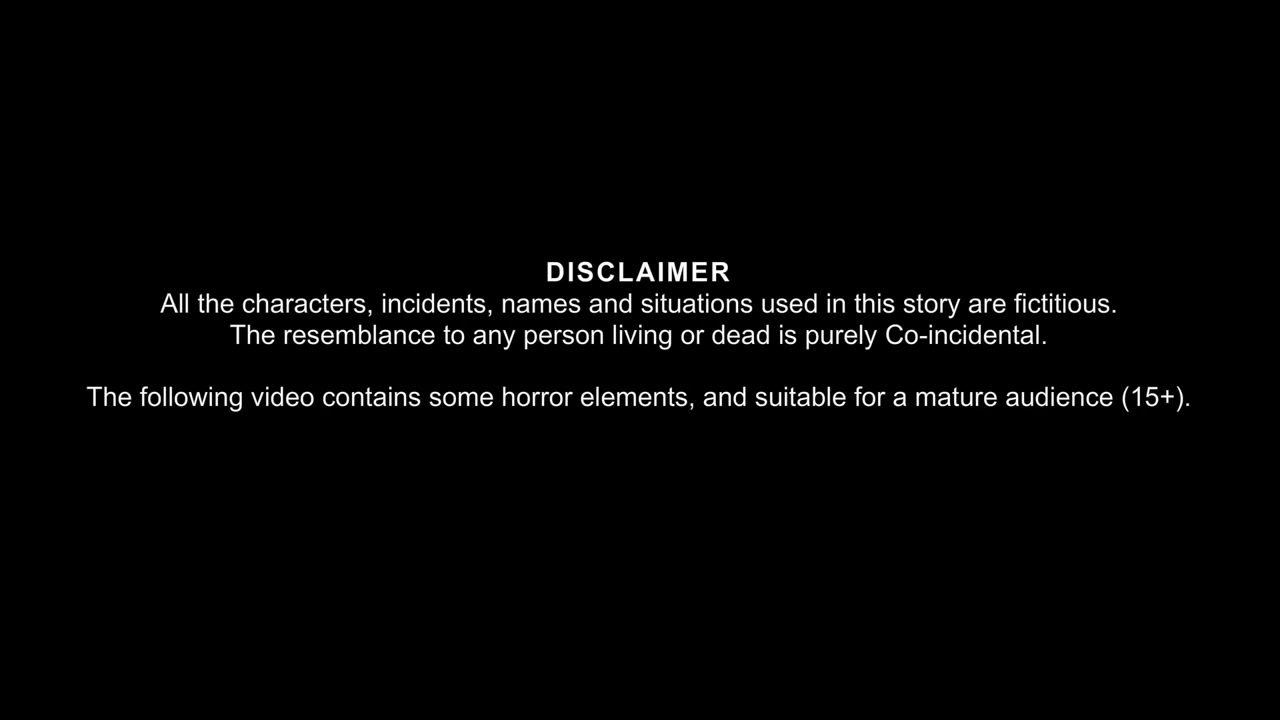 DISCLAIMER
All the characters, incidents, names and situations used in this story are fictitious.
The resemblance to any person living or dead is purely Co-incidental.
The following video contains some horror elements, and suitable for a mature audience (15+).